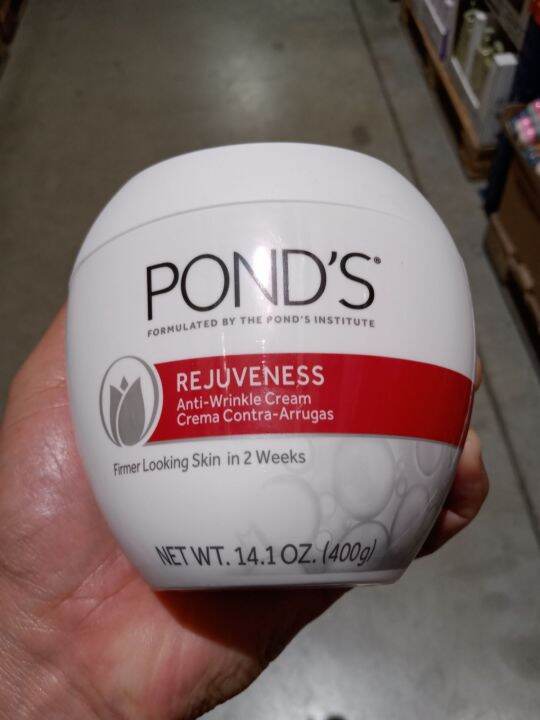 POND'S®
FORMULATED BY THE POND'S INSTITUTE
REJUVENESS
Anti-Wrinkle Cream
Crema Contra-Arrugas
Firmer Looking Skin in 2 Weeks
NET WT. 14.1 OZ. (400g)